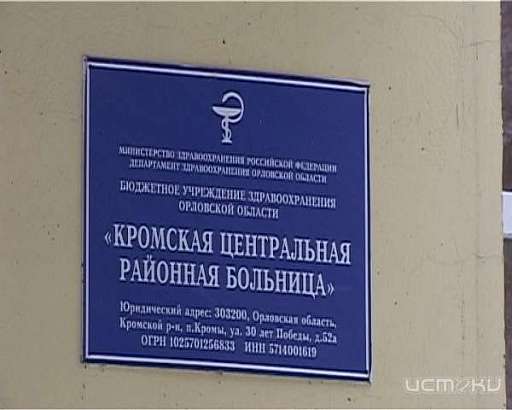 МИНИСТЕРСТВО ЗДРАВООХРАНЕНИЯ РОССИЙСКОЙ ФЕДЕРАЦИИ
ДЕПАРТАМЕНТ ЗДРАВООХРАНЕНИЯ ОРЛОВСКОЙ ОБЛАСТИ
БЮДЖЕТНОЕ УЧРЕЖДЕНИЕ ЗДРАВООХРАНЕНИЯ
ОРЛОВСКОЙ ОБЛАСТИ
«КРОМСКАЯ ЦЕНТРАЛЬНАЯ
РАЙОННАЯ БОЛЬНИЦА»
Юридический адрес: 303200, Орловская область,
Кромской р-н, п.Кромы, ул. 30 лет Победы, д.52а
ОГРН 1025701256833 ИНН 5714001619
истоки